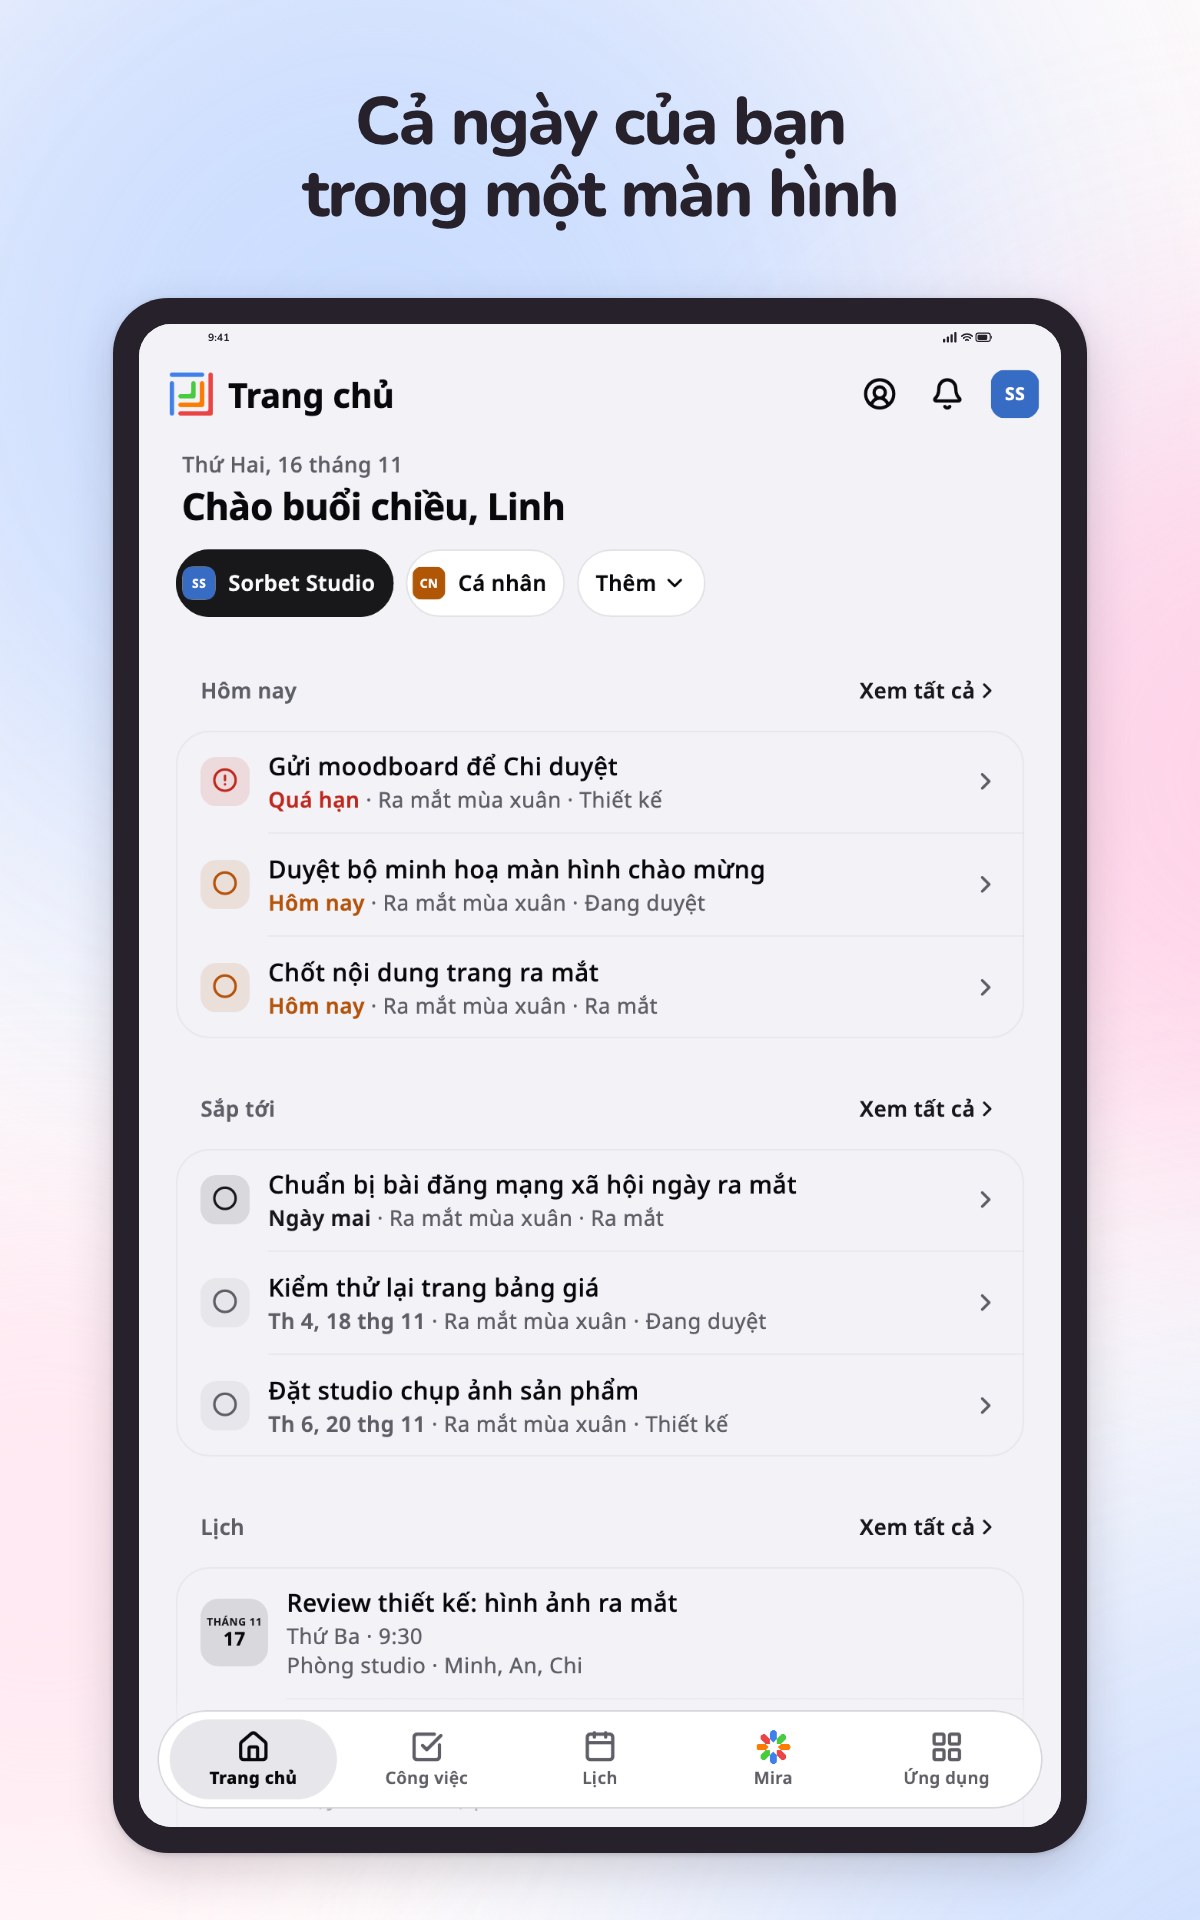 Cả ngày của bạn
trong một màn hình
9:41
Trang chủ
SS
Thứ Hai, 16 tháng 11
Chào buổi chiều, Linh
SS Sorbet Studio
CN Cá nhân
Thêm
Hôm nay
Xem tất cả
Gửi moodboard để Chi duyệt
Quá hạn · Ra mắt mùa xuân · Thiết kế
Duyệt bộ minh hoạ màn hình chào mừng
Hôm nay · Ra mắt mùa xuân · Đang duyệt
Chốt nội dung trang ra mắt
Hôm nay · Ra mắt mùa xuân · Ra mắt
Sắp tới
Xem tất cả
Chuẩn bị bài đăng mạng xã hội ngày ra mắt
Ngày mai · Ra mắt mùa xuân · Ra mắt
Kiểm thử lại trang bảng giá
Th 4, 18 thg 11 · Ra mắt mùa xuân · Đang duyệt
Đặt studio chụp ảnh sản phẩm
Th 6, 20 thg 11 · Ra mắt mùa xuân · Thiết kế
Lịch
Xem tất cả
THÁNG 11
17
Review thiết kế: hình ảnh ra mắt
Thứ Ba · 9:30
Phòng studio · Minh, An, Chi
Trang chủ
Công việc
Lịch
Mira
Ứng dụng